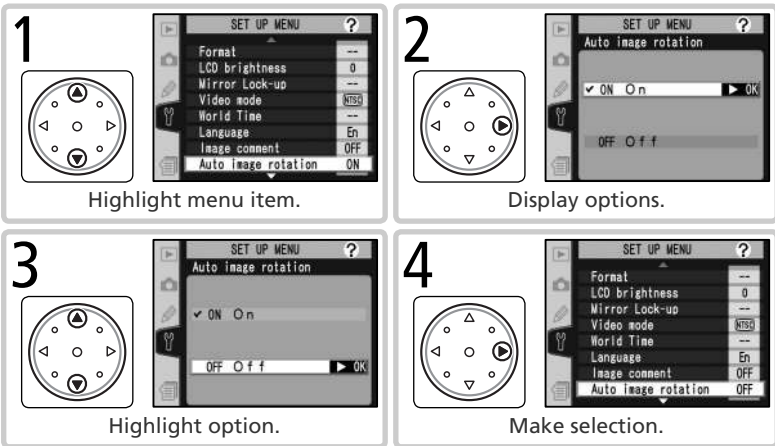 1
SET UP MENU ?
Format --
LCD brightness 0
Mirror Lock-up --
Video mode NTSC
World Time --
Language En
Image comment OFF
Auto image rotation ON
Highlight menu item.
2
SET UP MENU ?
Auto image rotation
✔ ON On ▶ OK
OFF Off
Display options.
3
SET UP MENU ?
Auto image rotation
✔ ON On
OFF Off ▶ OK
Highlight option.
4
SET UP MENU ?
Format --
LCD brightness 0
Mirror Lock-up --
Video mode NTSC
World Time --
Language En
Image comment OFF
Auto image rotation OFF
Make selection.